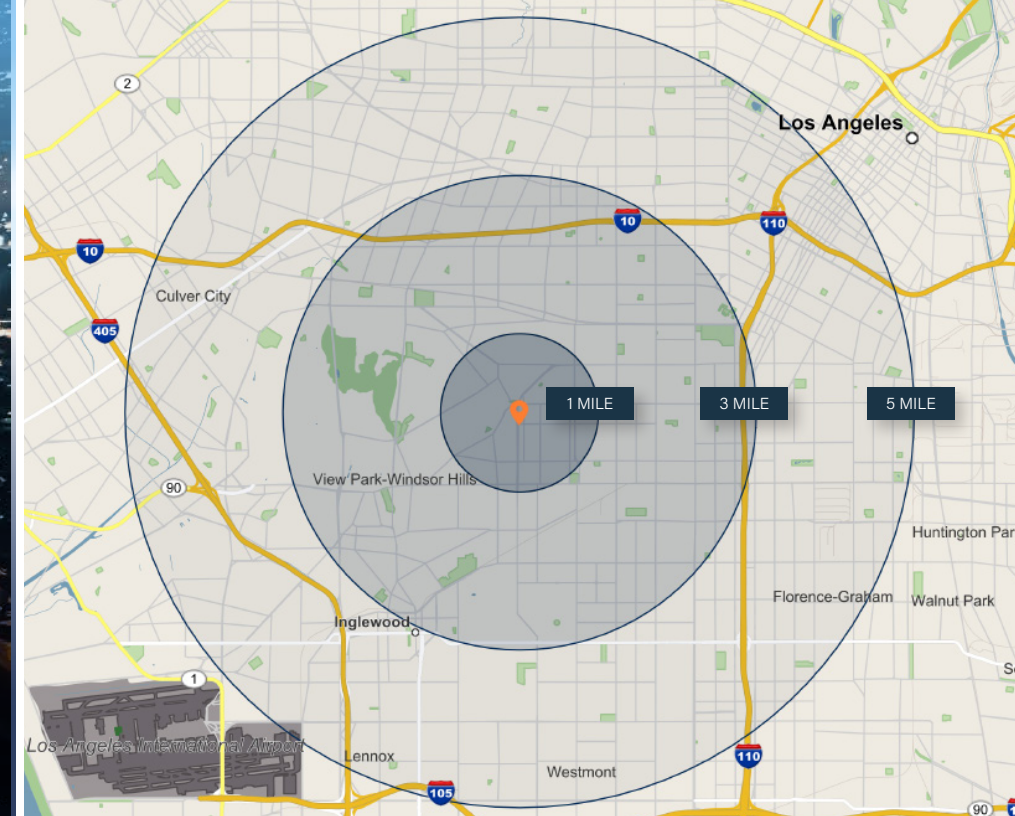 2
Los Angeles
10
110
10
Culver City
405
1 MILE
3 MILE
5 MILE
View Park-Windsor Hills
90
Huntington Par
Florence-Graham
Walnut Park
Inglewood
S
1
Los Angeles International Airport
Lennox
110
Westmont
105
90